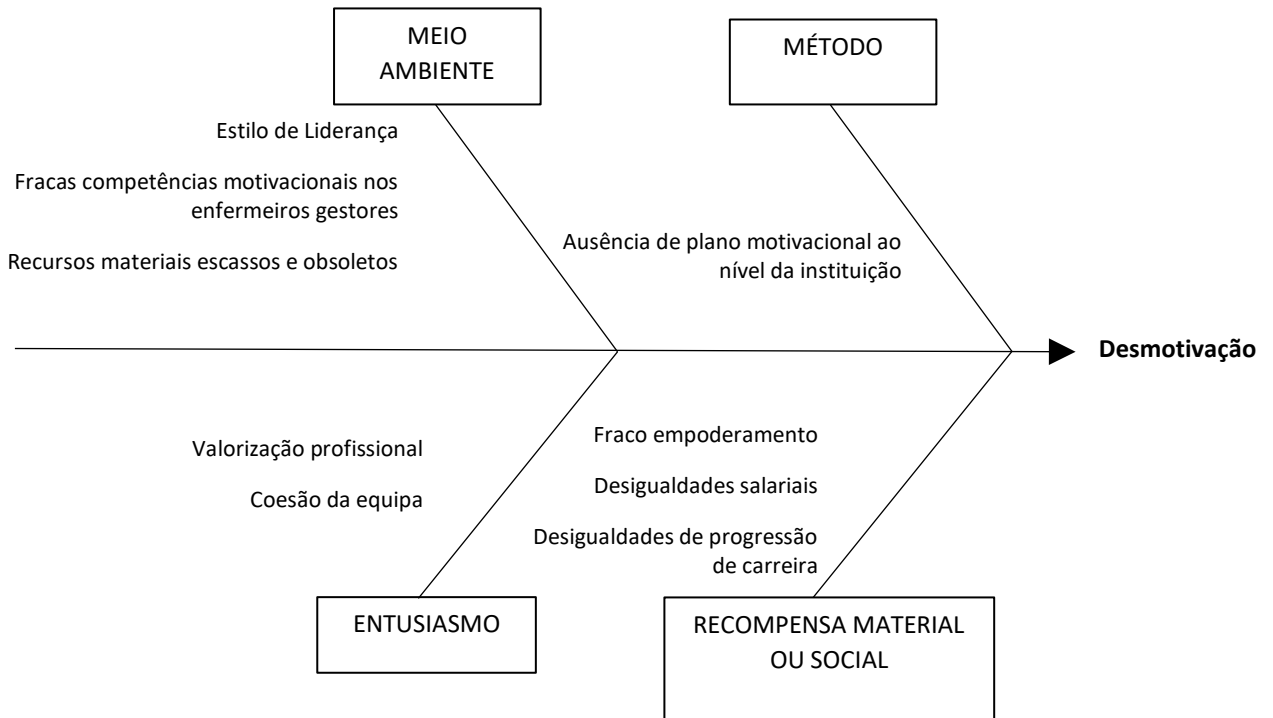 MEIO
AMBIENTE
MÉTODO
Estilo de Liderança
Fracas competências motivacionais nos
enfermeiros gestores
Recursos materiais escassos e obsoletos
Ausência de plano motivacional ao
nível da instituição
Desmotivação
Valorização profissional
Coesão da equipa
Fraco empoderamento
Desigualdades salariais
Desigualdades de progressão
de carreira
ENTUSIASMO
RECOMPENSA MATERIAL
OU SOCIAL